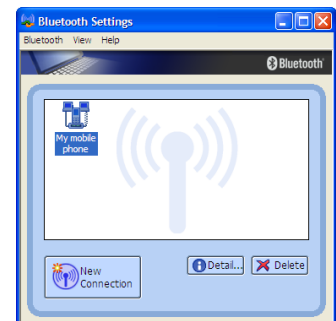 Bluetooth Settings
Bluetooth View Help
Bluetooth
My mobile
phone
Detail... Delete
New
Connection